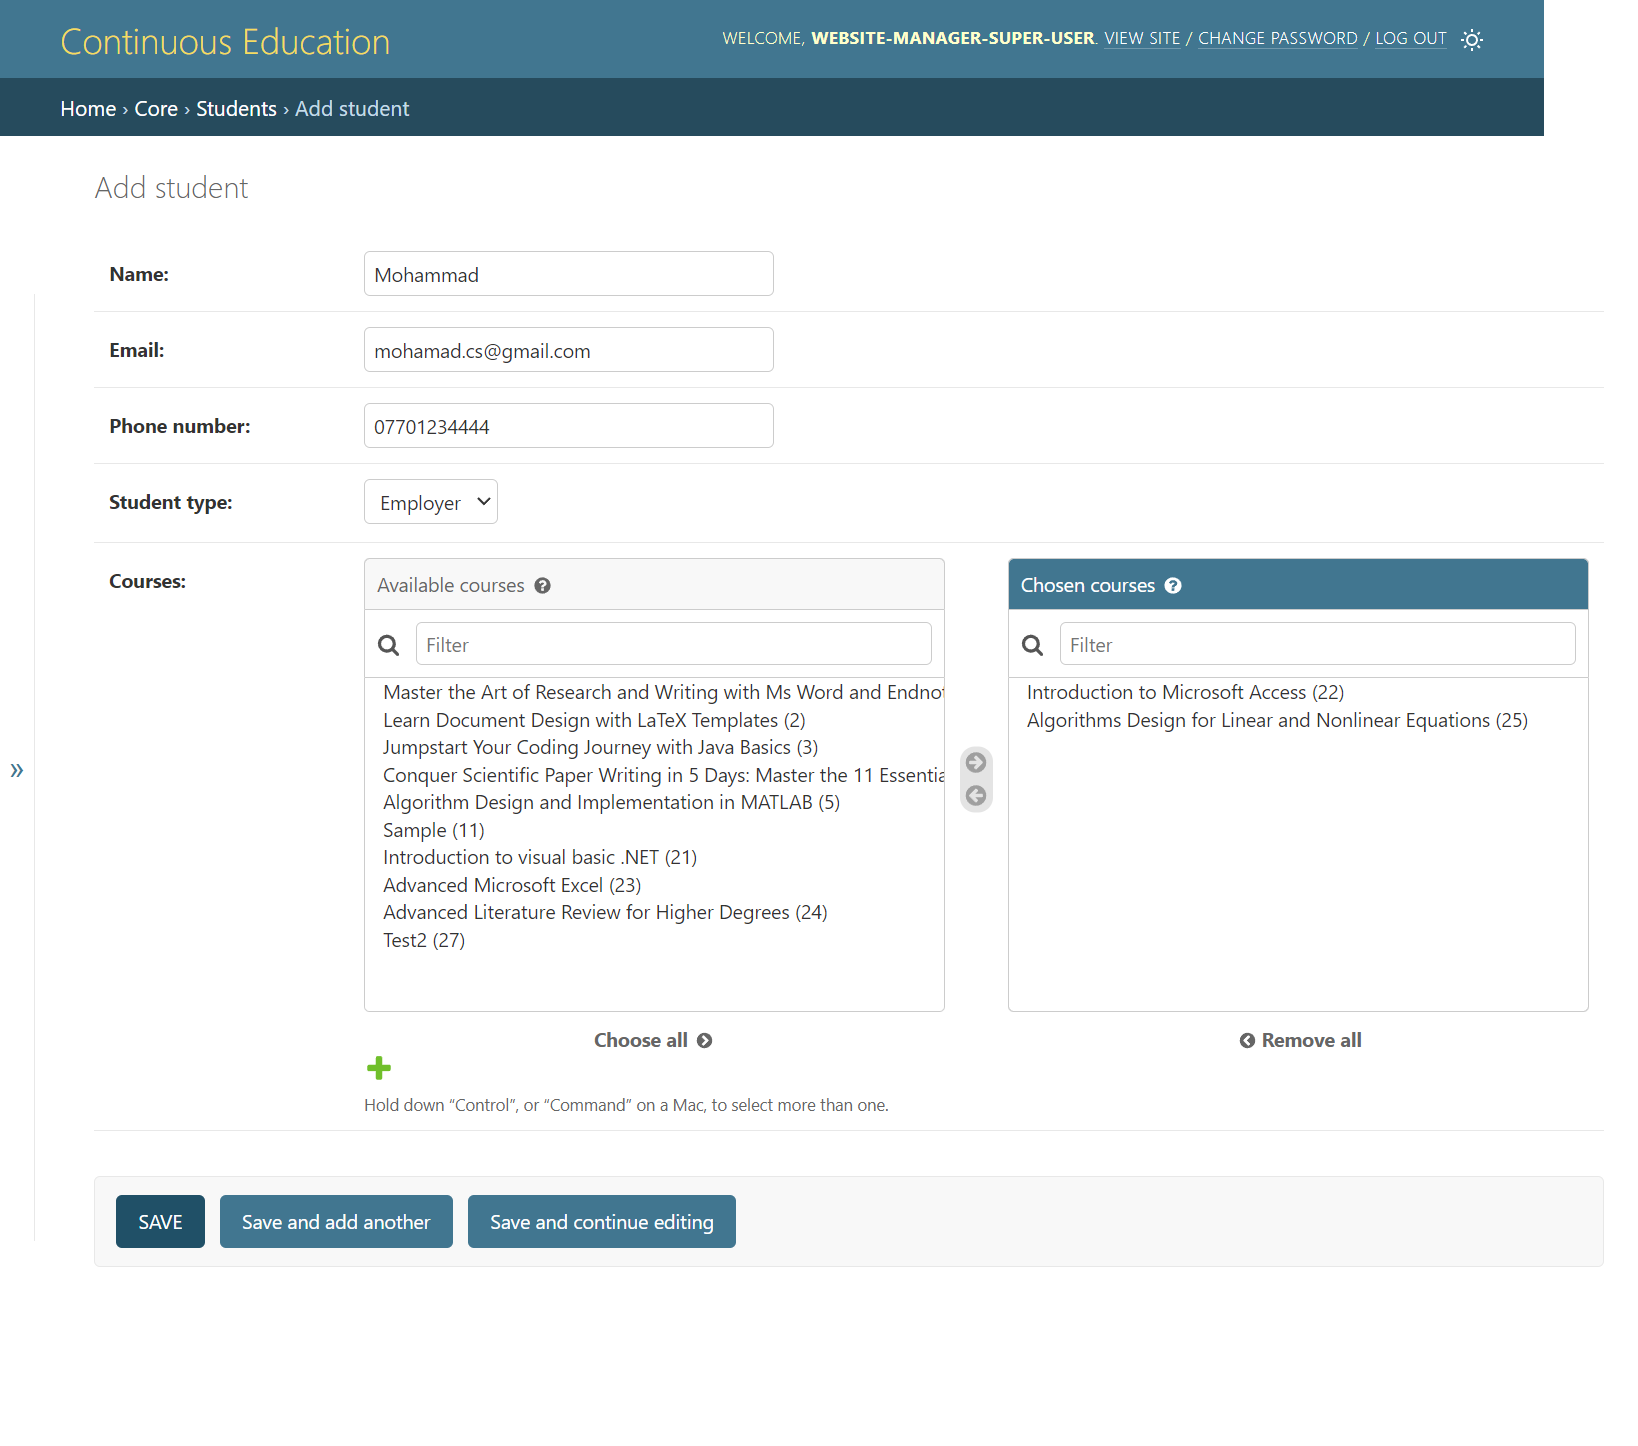 Continuous Education
WELCOME, WEBSITE-MANAGER-SUPER-USER. VIEW SITE / CHANGE PASSWORD / LOG OUT
Home › Core › Students › Add student
Add student
Name:
Mohammad
Email:
mohamad.cs@gmail.com
Phone number:
07701234444
Student type:
Employer
Courses:
Available courses
Filter
Master the Art of Research and Writing with Ms Word and
Learn Document Design with LaTeX Templates (2)
Jumpstart Your Coding Journey with Java Basics (3)
Conquer Scientific Paper Writing in 5 Days: Master the 11
Algorithm Design and Implementation in MATLAB (5)
Sample (11)
Introduction to visual basic .NET (21)
Advanced Microsoft Excel (23)
Advanced Literature Review for Higher Degrees (24)
Test2 (27)
Choose all
Chosen courses
Filter
Introduction to Microsoft Access (22)
Algorithms Design for Linear and Nonlinear Equations (25)
Remove all
Hold down “Control”, or “Command” on a Mac, to select more than one.
SAVE
Save and add another
Save and continue editing
»